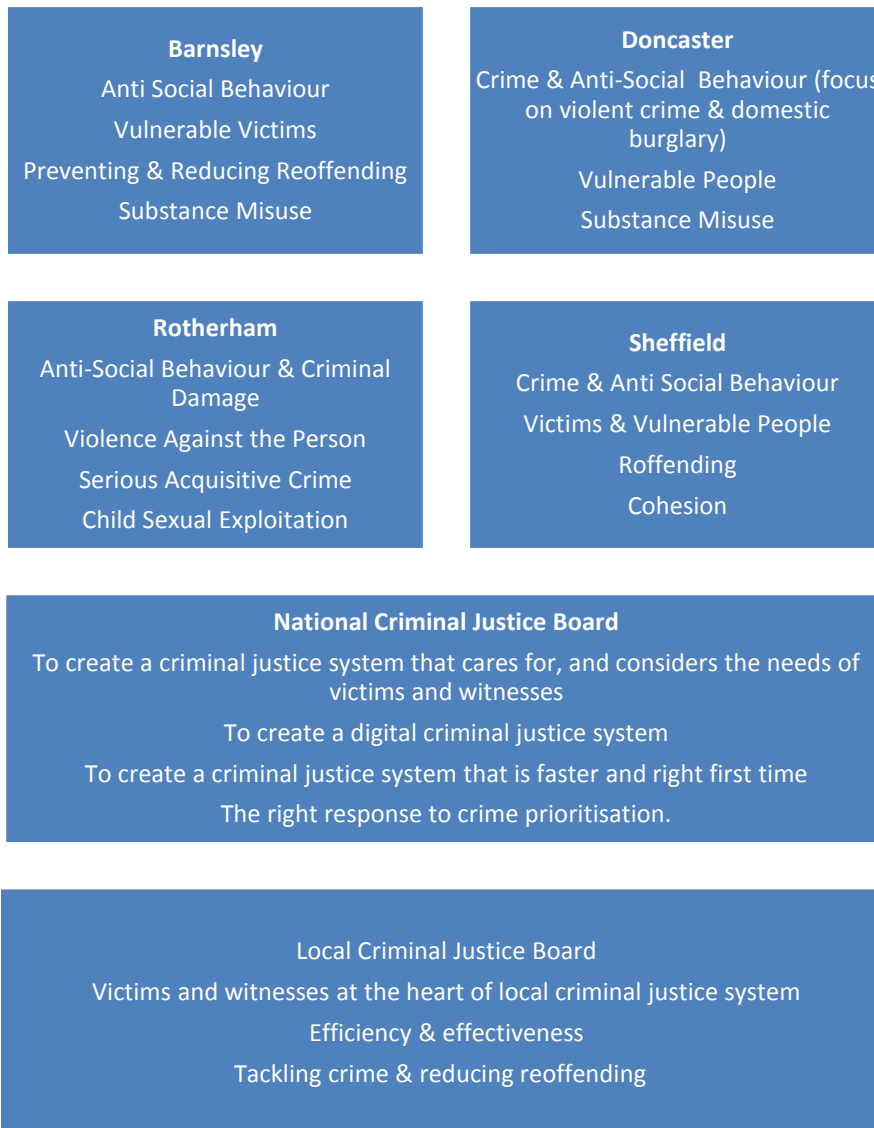 Barnsley
Anti Social Behaviour
Vulnerable Victims
Preventing & Reducing Reoffending
Substance Misuse
Doncaster
Crime & Anti-Social Behaviour (focus
on violent crime & domestic
burglary)
Vulnerable People
Substance Misuse
Rotherham
Anti-Social Behaviour & Criminal
Damage
Violence Against the Person
Serious Acquisitive Crime
Child Sexual Exploitation
Sheffield
Crime & Anti Social Behaviour
Victims & Vulnerable People
Roffending
Cohesion
National Criminal Justice Board
To create a criminal justice system that cares for, and considers the needs of
victims and witnesses
To create a digital criminal justice system
To create a criminal justice system that is faster and right first time
The right response to crime prioritisation.
Local Criminal Justice Board
Victims and witnesses at the heart of local criminal justice system
Efficiency & effectiveness
Tackling crime & reducing reoffending